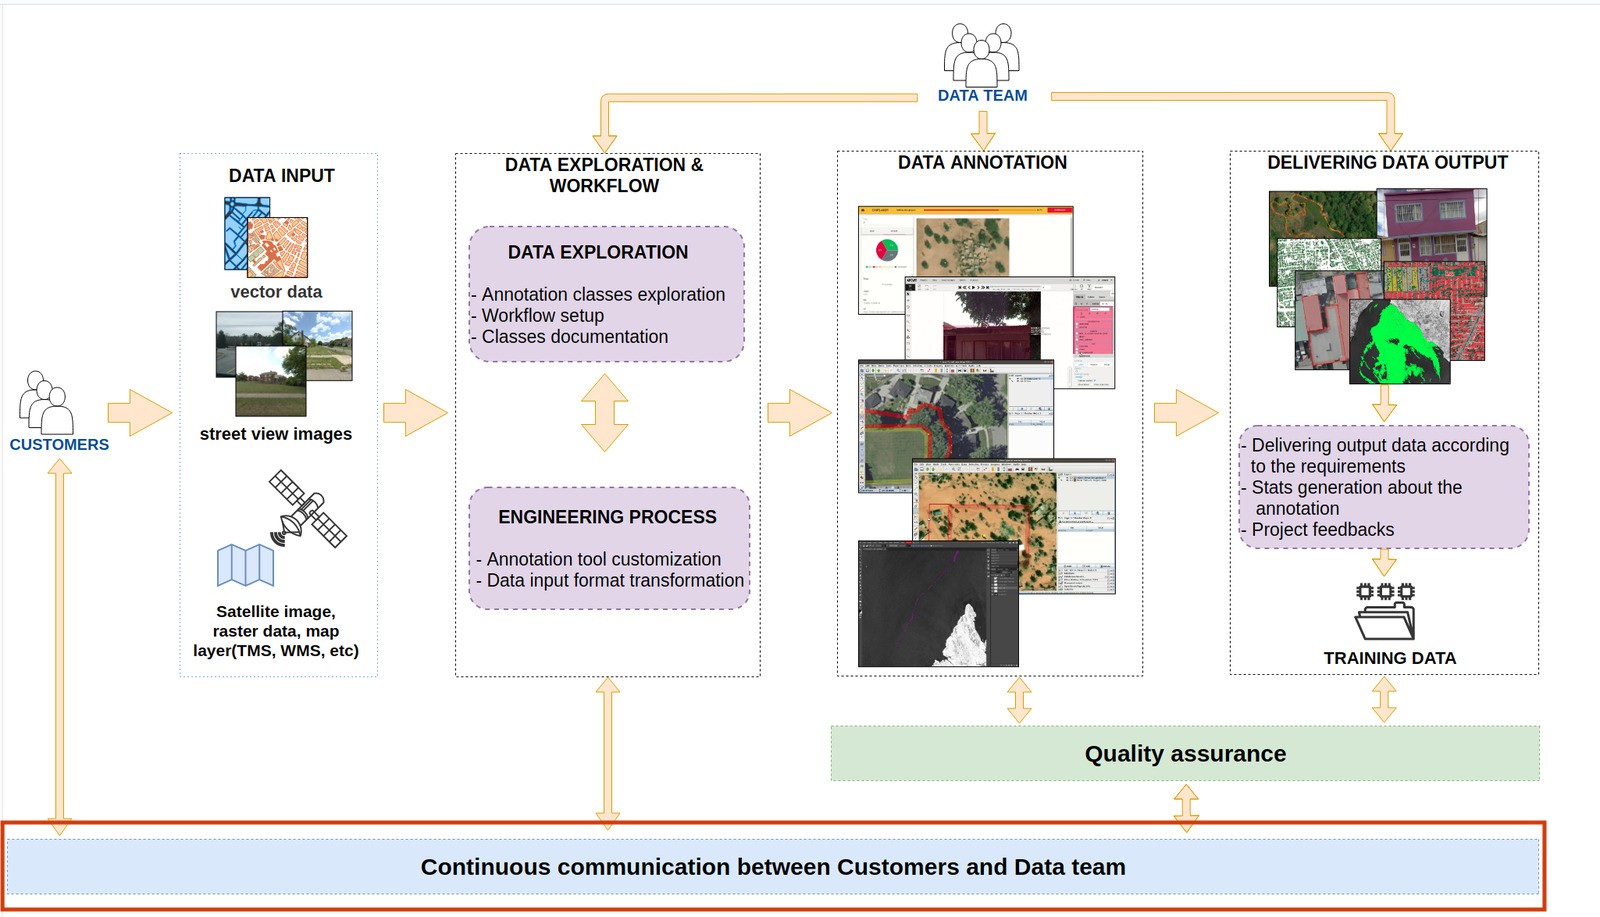 DATA TEAM
DATA INPUT
vector data
street view images
Satellite image,
raster data, map
layer(TMS, WMS, etc)
CUSTOMERS
DATA EXPLORATION &
WORKFLOW
DATA EXPLORATION
- Annotation classes exploration
- Workflow setup
- Classes documentation
ENGINEERING PROCESS
- Annotation tool customization
- Data input format transformation
DATA ANNOTATION
DELIVERING DATA OUTPUT
- Delivering output data according
to the requirements
- Stats generation about the
annotation
- Project feedbacks
TRAINING DATA
Quality assurance
Continuous communication between Customers and Data team